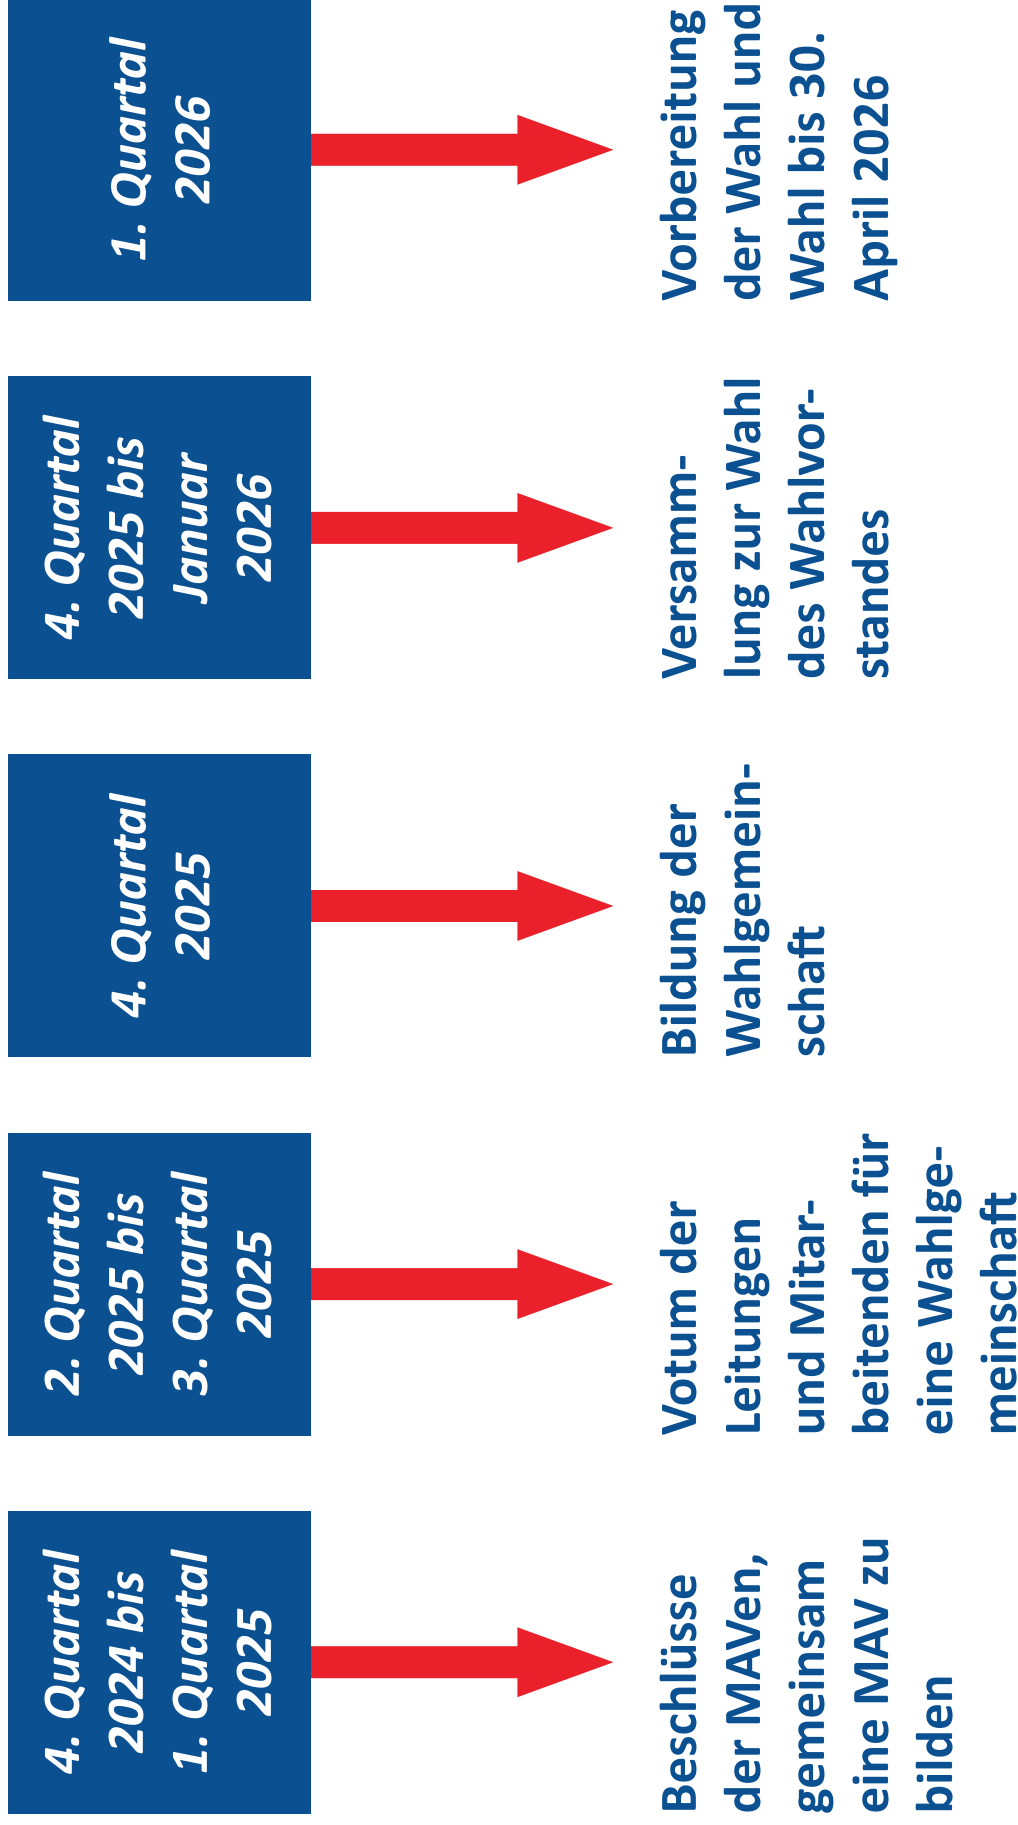 4. Quartal
2024 bis
1. Quartal
2025
Beschlüsse
der MAVen,
gemeinsam
eine MAV zu
bilden
2. Quartal
2025 bis
3. Quartal
2025
Votum der
Leitungen
und Mitar-
beitenden für
eine Wahlge-
meinschaft
4. Quartal
2025
Bildung der
Wahlgemein-
schaft
4. Quartal
2025 bis
Januar
2026
Versamm-
lung zur Wahl
des Wahlvor-
standes
1. Quartal
2026
Vorbereitung
der Wahl und
Wahl bis 30.
April 2026